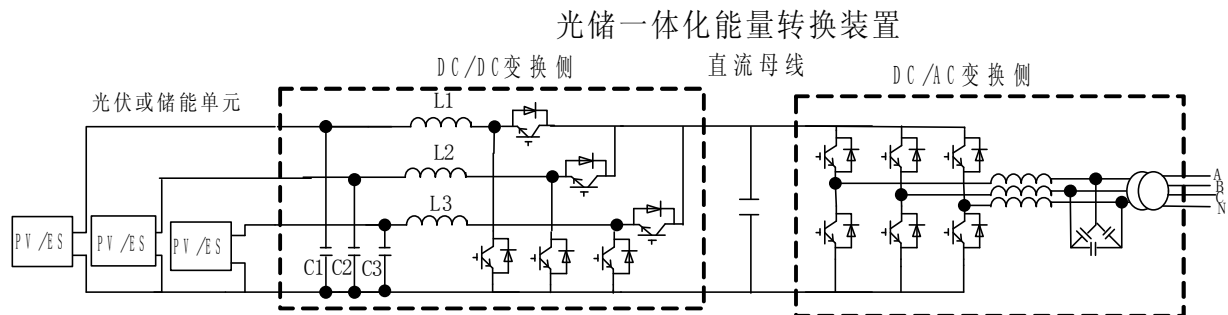 光储一体化能量转换装置
DC/DC变换侧
直流母线
DC/AC变换侧
光伏或储能单元
L1
L2
L3
PV/ES
PV/ES
PV/ES
C1
C2
C3
A
B
C
N